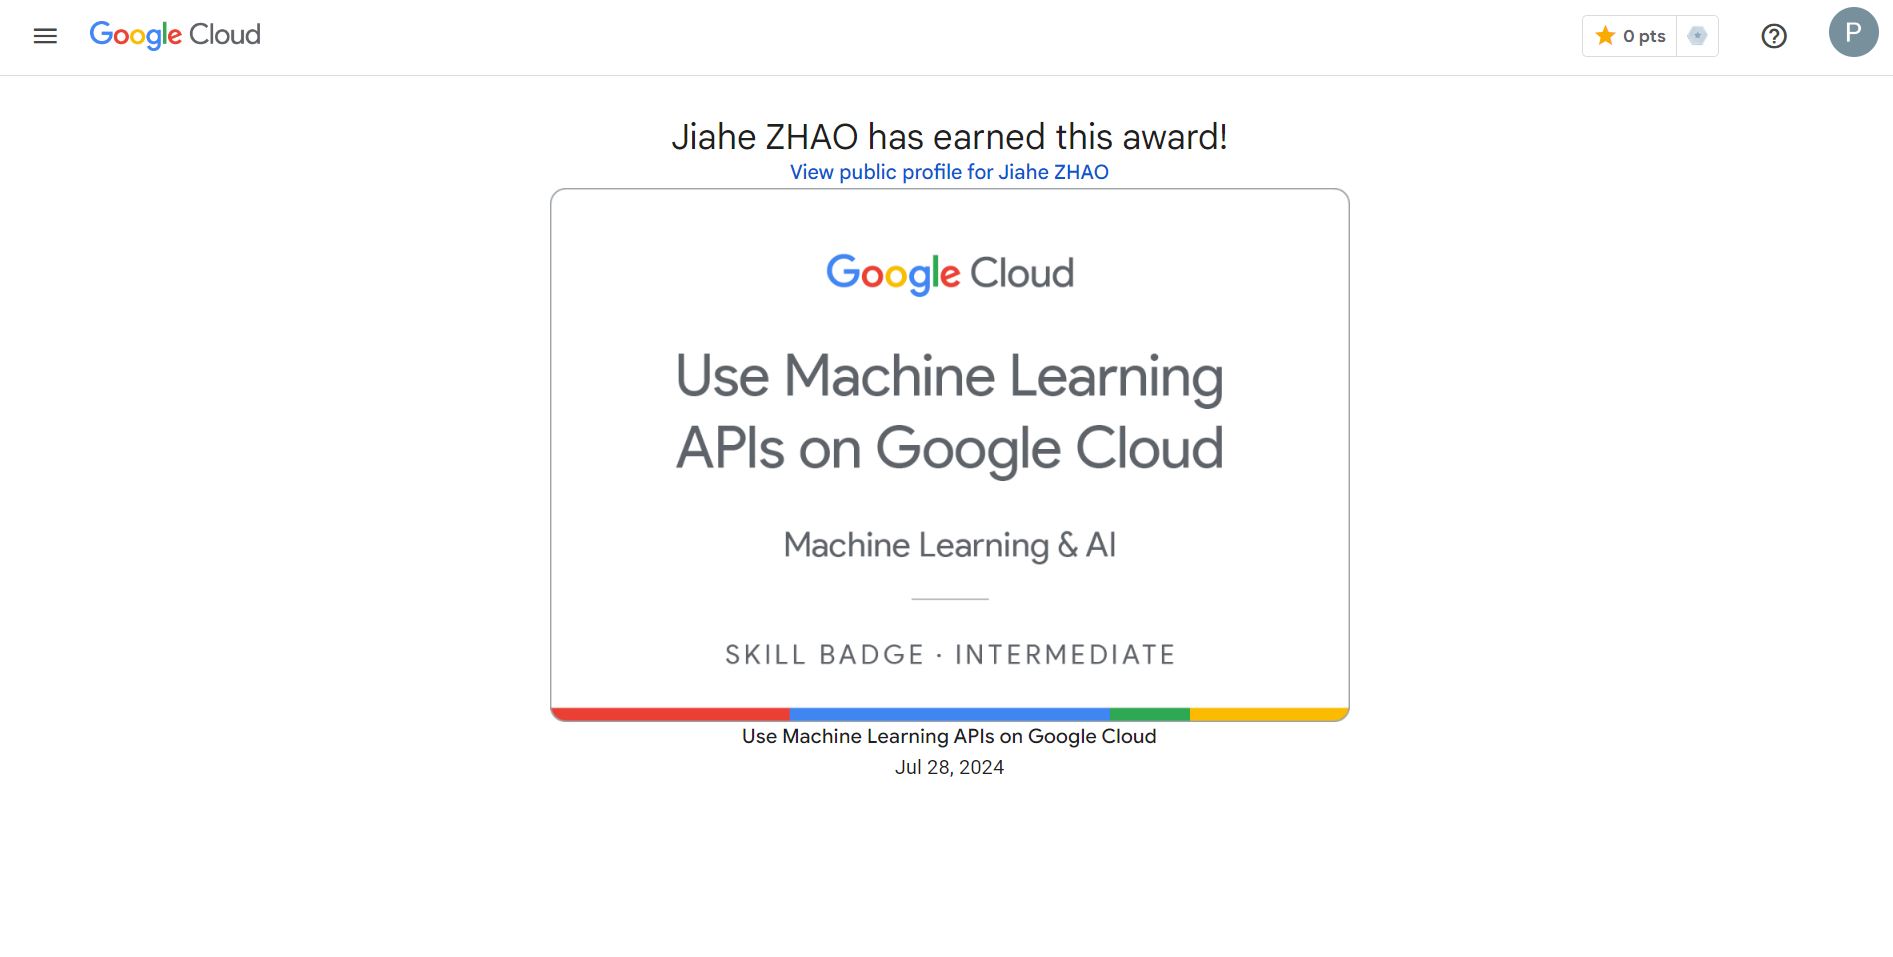 Google Cloud
0 pts
P
Jiahe ZHAO has earned this award!
View public profile for Jiahe ZHAO
Google Cloud
Use Machine Learning
APIs on Google Cloud
Machine Learning & AI
SKILL BADGE · INTERMEDIATE
Use Machine Learning APIs on Google Cloud
Jul 28, 2024